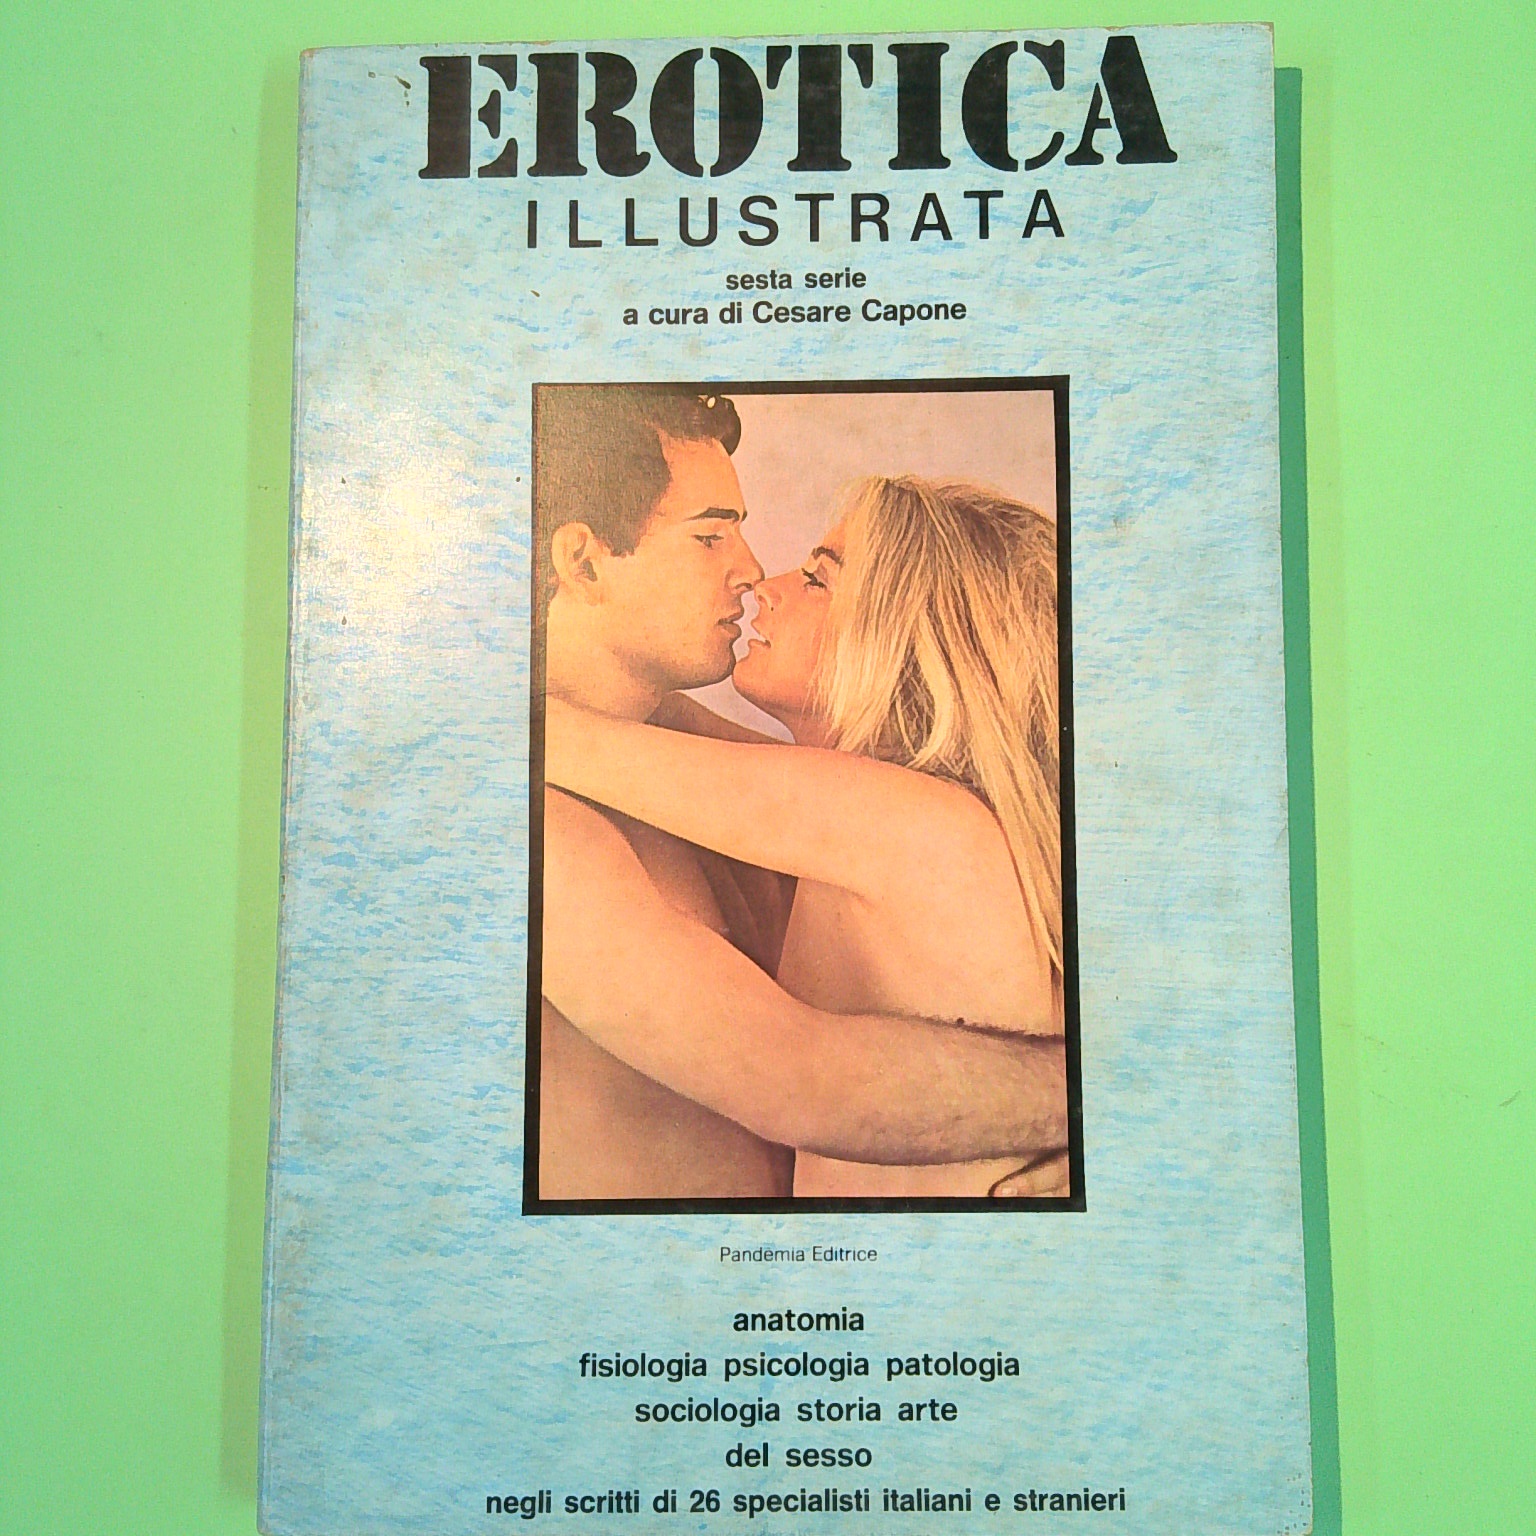 EROTICA
ILLUSTRATA
sesta serie
a cura di Cesare Capone
Pandemia Editrice
anatomia
fisiologia psicologia patologia
sociologia storia arte
del sesso
negli scritti di 26 specialisti italiani e stranieri